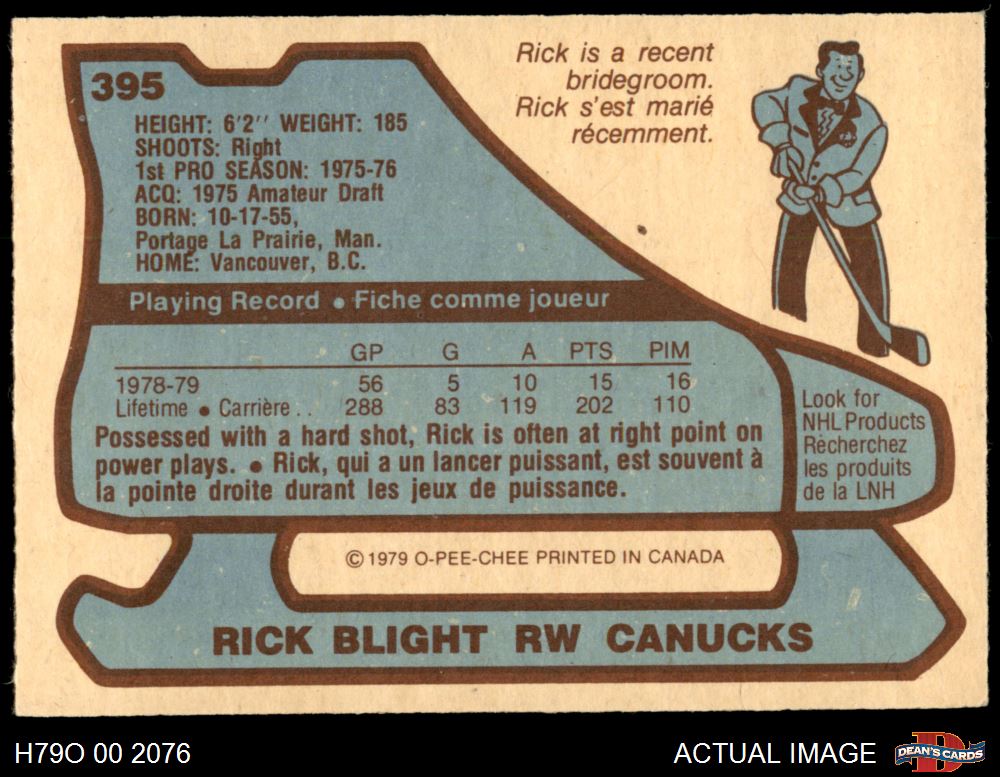 395
Rick is a recent
bridegroom.
Rick s'est marié
récemment.
HEIGHT: 6'2'' WEIGHT: 185
SHOOTS: Right
1st PRO SEASON: 1975-76
ACQ: 1975 Amateur Draft
BORN: 10-17-55,
Portage La Prairie, Man.
HOME: Vancouver, B.C.
Playing Record • Fiche comme joueur
GP G A PTS PIM
1978-79 56 5 10 15 16
Lifetime • Carrière . . 288 83 119 202 110
Possessed with a hard shot, Rick is often at right point on
power plays. • Rick, qui a un lancer puissant, est souvent à
la pointe droite durant les jeux de puissance.
Look for
NHL Products
Recherchez
les produits
de la LNH
© 1979 O-PEE-CHEE PRINTED IN CANADA
RICK BLIGHT RW CANUCKS
H79O 00 2076
ACTUAL IMAGE
D
DEAN'S CARDS